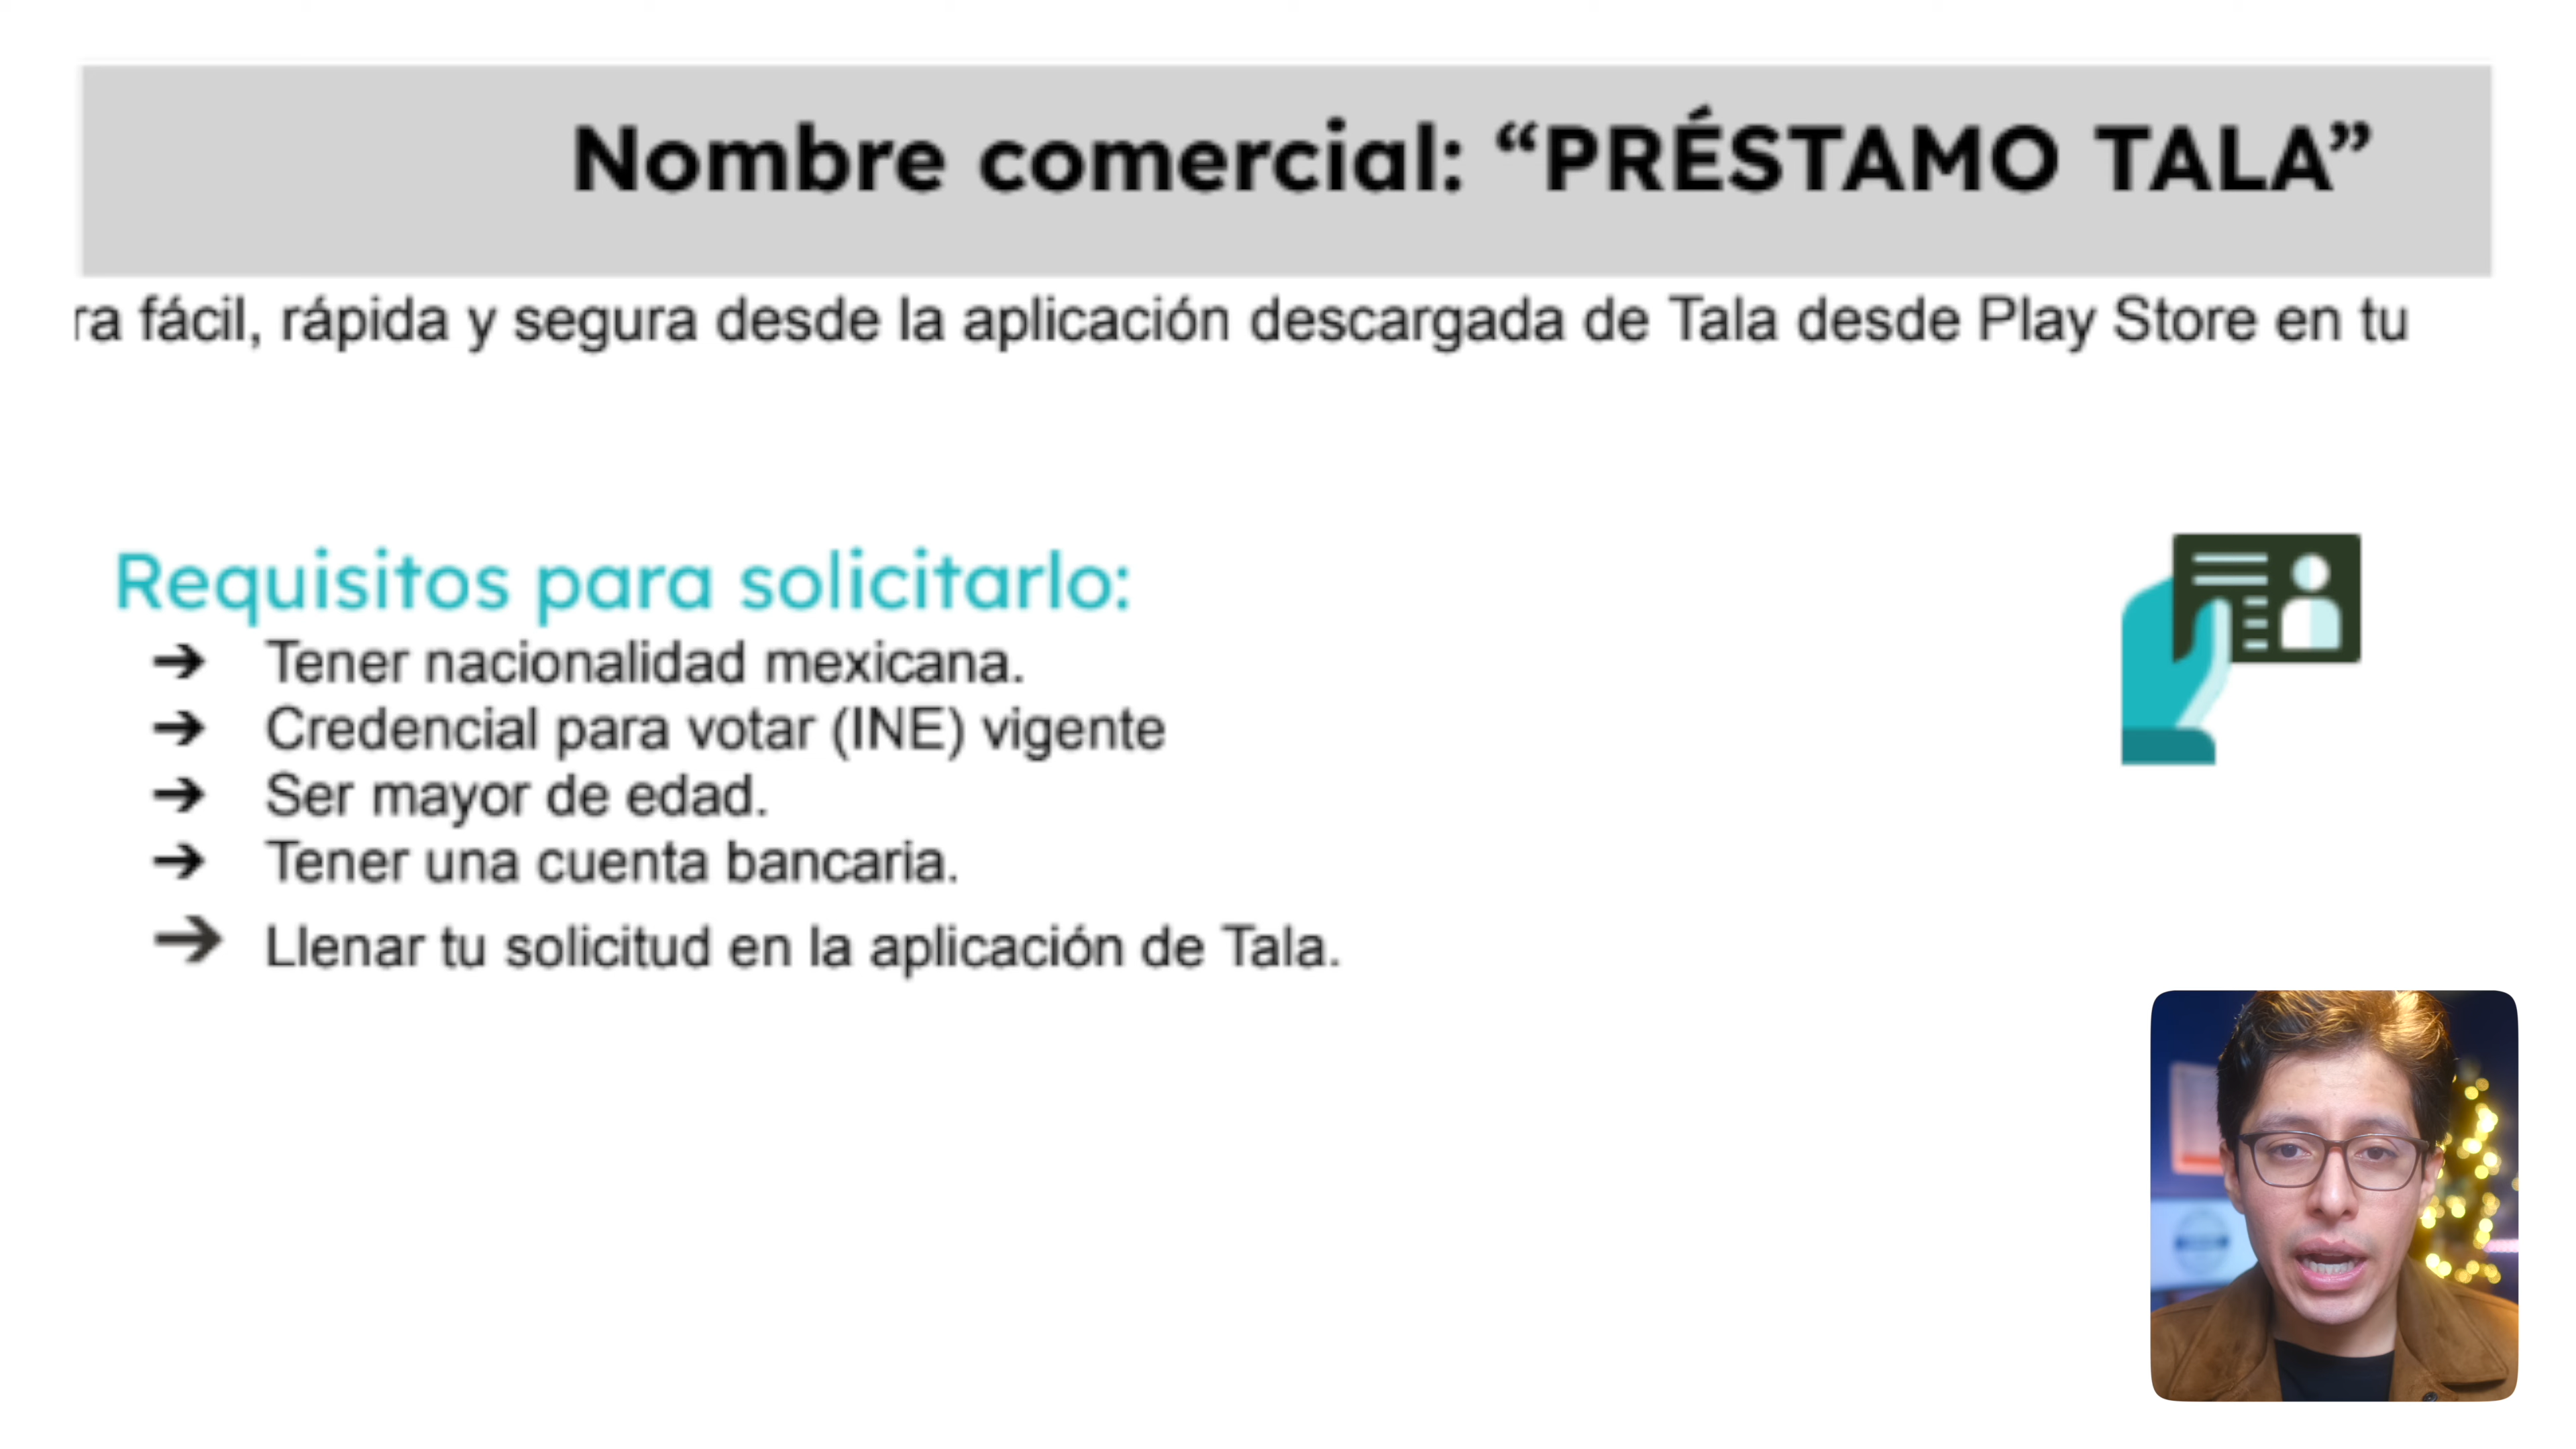 Nombre comercial: “PRÉSTAMO TALA”
ra fácil, rápida y segura desde la aplicación descargada de Tala desde Play Store en tu
Requisitos para solicitarlo:
➔ Tener nacionalidad mexicana.
➔ Credencial para votar (INE) vigente
➔ Ser mayor de edad.
➔ Tener una cuenta bancaria.
➔ Llenar tu solicitud en la aplicación de Tala.